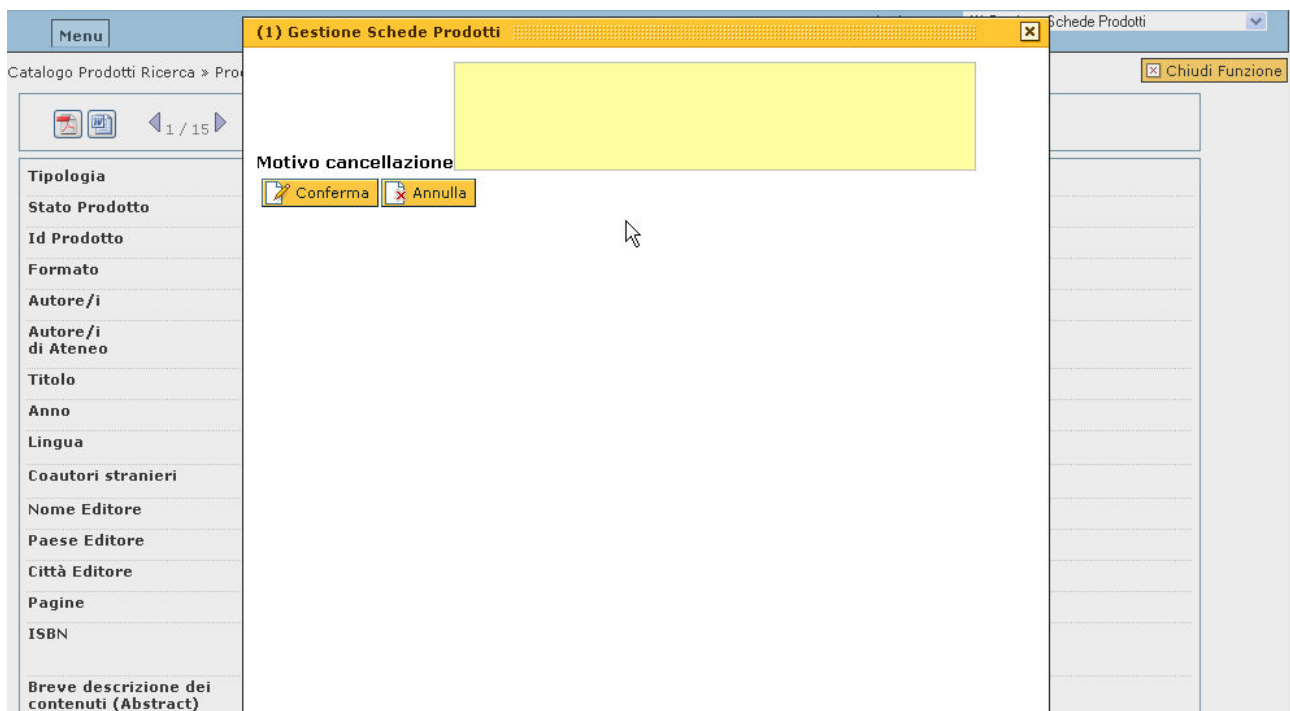 Schede Prodotti
Menu
(1) Gestione Schede Prodotti
Catalogo Prodotti Ricerca »
Chiudi Funzione
1 / 15
Motivo cancellazione
Conferma
Annulla
Tipologia
Stato Prodotto
Id Prodotto
Formato
Autore/i
Autore/i
di Ateneo
Titolo
Anno
Lingua
Coautori stranieri
Nome Editore
Paese Editore
Città Editore
Pagine
ISBN
Breve descrizione dei
contenuti (Abstract)